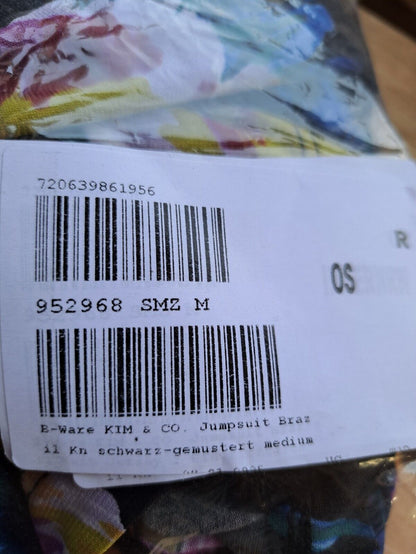 720639861956
R
OS
952968 SMZ M
B-Ware KIM & CO. Jumpsuit Braz
il Kn schwarz-gemustert medium